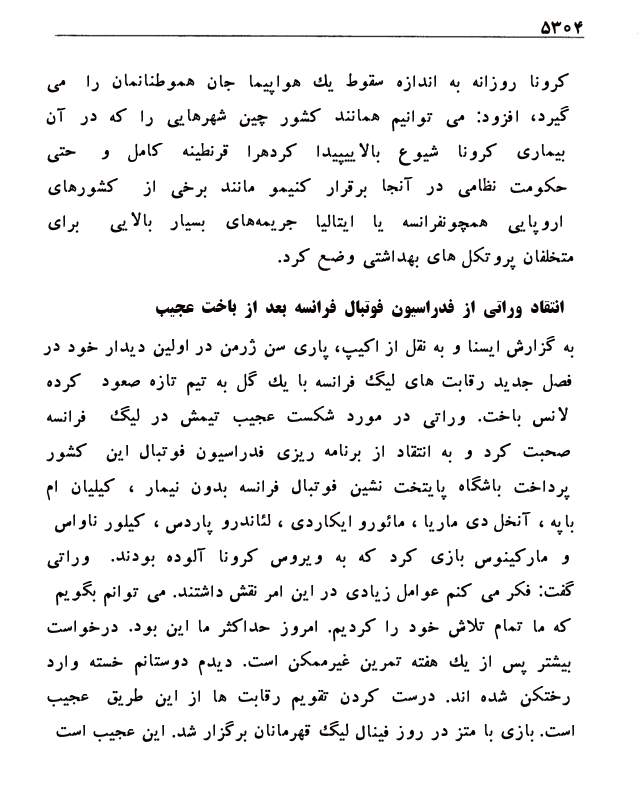 ۵۳۰۴
کرونا روزانه به اندازه سقوط یك هواپیما جان هموطنانمان را می
گیرد، افزود: می توانیم همانند کشور چین شهرهایی را که در آن
بیماری کرونا شیوع بالاییپیدا کردهرا قرنطینه کامل و حتی
حکومت نظامی در آنجا برقرار کنیمو مانند برخی از کشورهای
اروپایی همچونفرانسه یا ایتالیا جریمه‌های بسیار بالایی برای
متخلفان پروتکل های بهداشتی وضع کرد.
انتقاد وراتی از فدراسیون فوتبال فرانسه بعد از باخت عجیب
به گزارش ایسنا و به نقل از اکیپ، پاری سن ژرمن در اولین دیدار خود در
فصل جدید رقابت های لیگ فرانسه با یك گل به تیم تازه صعود کرده
لانس باخت. وراتی در مورد شکست عجیب تیمش در لیگ فرانسه
صحبت کرد و به انتقاد از برنامه ریزی فدراسیون فوتبال این کشور
پرداخت باشگاه پایتخت نشین فوتبال فرانسه بدون نیمار ، کیلیان ام
باپه ، آنخل دی ماریا ، مائورو ایکاردی ، لئاندرو پاردس ، کیلور ناواس
و مارکینوس بازی کرد که به ویروس کرونا آلوده بودند. وراتی
گفت: فکر می کنم عوامل زیادی در این امر نقش داشتند. می توانم بگویم
که ما تمام تلاش خود را کردیم. امروز حداکثر ما این بود. درخواست
بیشتر پس از یك هفته تمرین غیرممکن است. دیدم دوستانم خسته وارد
رختکن شده اند. درست کردن تقویم رقابت ها از این طریق عجیب
است. بازی با متز در روز فینال لیگ قهرمانان برگزار شد. این عجیب است